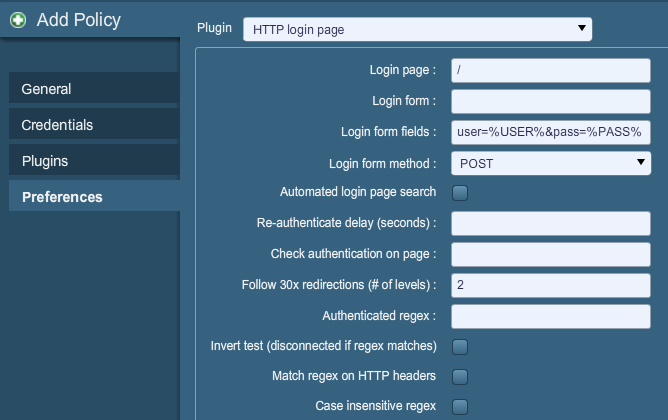 Add Policy
General
Credentials
Plugins
Preferences
Plugin HTTP login page
Login page : /
Login form :
Login form fields : user=%USER%&pass=%PASS%
Login form method : POST
Automated login page search
Re-authenticate delay (seconds) :
Check authentication on page :
Follow 30x redirections (# of levels) : 2
Authenticated regex :
Invert test (disconnected if regex matches)
Match regex on HTTP headers
Case insensitive regex